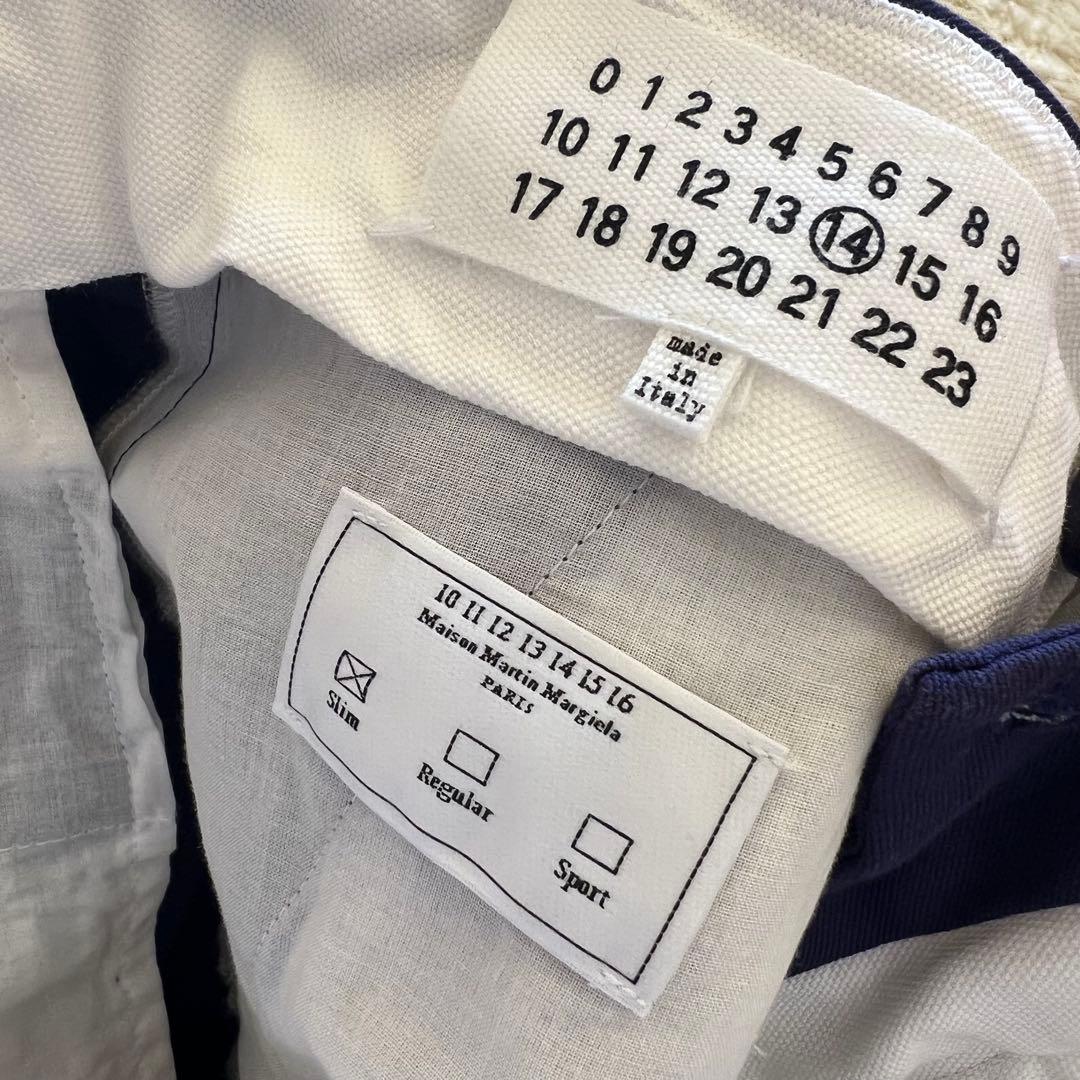 0 1 2 3 4 5 6 7 8 9
10 11 12 13 14 15 16
17 18 19 20 21 22 23
made
in
Italy
10 11 12 13 14 15 16
Maison Martin Margiela
PARIS
Slim
Regular
Sport